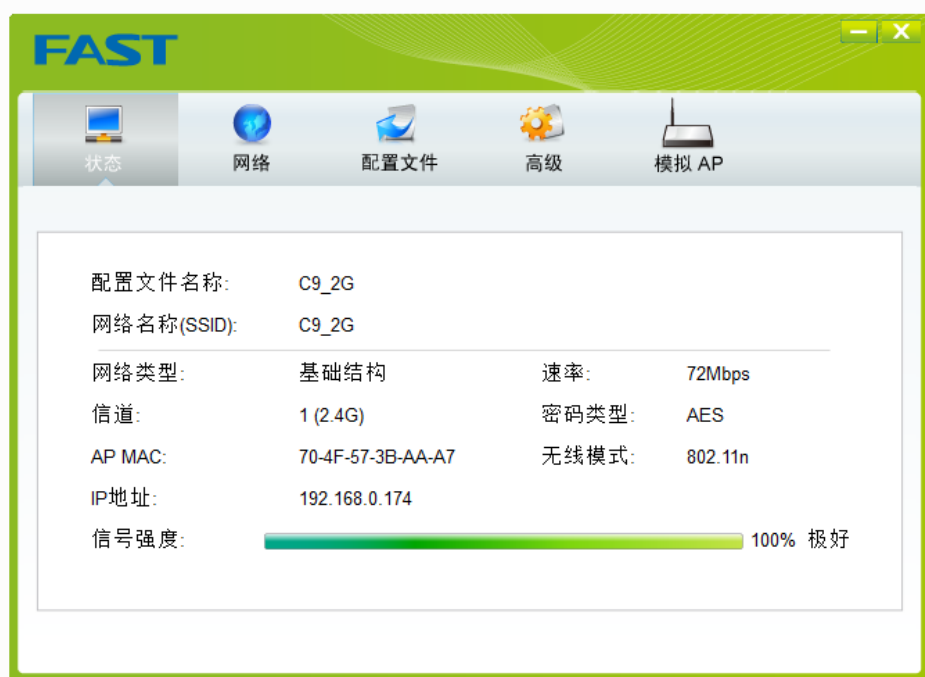 FAST
状态 网络 配置文件 高级 模拟 AP
配置文件名称: C9_2G
网络名称(SSID): C9_2G
网络类型: 基础结构 速率: 72Mbps
信道: 1 (2.4G) 密码类型: AES
AP MAC: 70-4F-57-3B-AA-A7 无线模式: 802.11n
IP地址: 192.168.0.174
信号强度: 100% 极好